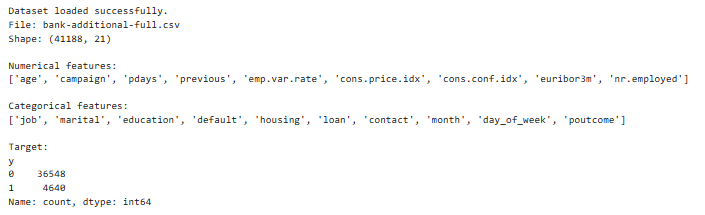 Dataset loaded successfully.
File: bank-additional-full.csv
Shape: (41188, 21)
Numerical features:
['age', 'campaign', 'pdays', 'previous', 'emp.var.rate', 'cons.price.idx', 'cons.conf.idx', 'euribor3m', 'nr.employed']
Categorical features:
['job', 'marital', 'education', 'default', 'housing', 'loan', 'contact', 'month', 'day_of_week', 'poutcome']
Target:
y
0    36548
1     4640
Name: count, dtype: int64